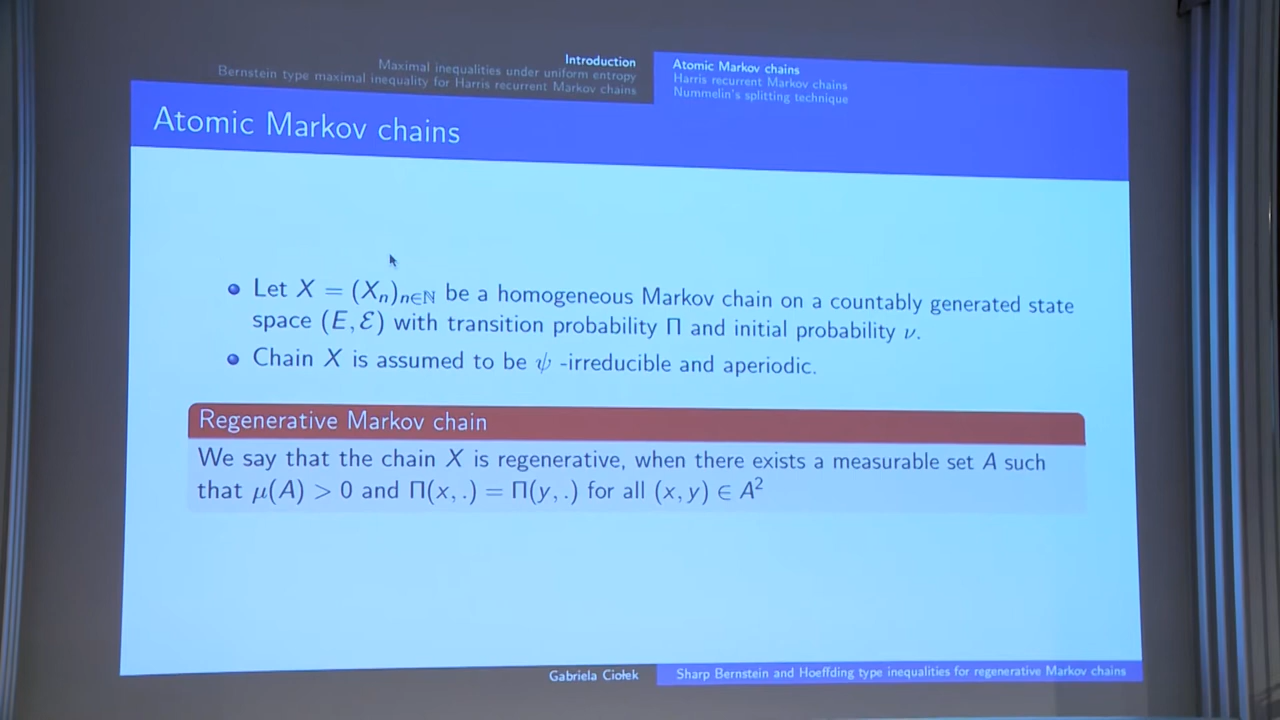 Introduction
Maximal inequalities under uniform entropy
Bernstein type maximal inequality for Harris recurrent Markov chains
Atomic Markov chains
Harris recurrent Markov chains
Nummelin's splitting technique
Atomic Markov chains
Let X = (Xₙ)ₙ∈ℕ be a homogeneous Markov chain on a countably generated state
space (E, ℰ) with transition probability Π and initial probability ν.
Chain X is assumed to be ψ -irreducible and aperiodic.
Regenerative Markov chain
We say that the chain X is regenerative, when there exists a measurable set A such
that μ(A) > 0 and Π(x, .) = Π(y, .) for all (x, y) ∈ A²
Gabriela Ciołek
Sharp Bernstein and Hoeffding type inequalities for regenerative Markov chains